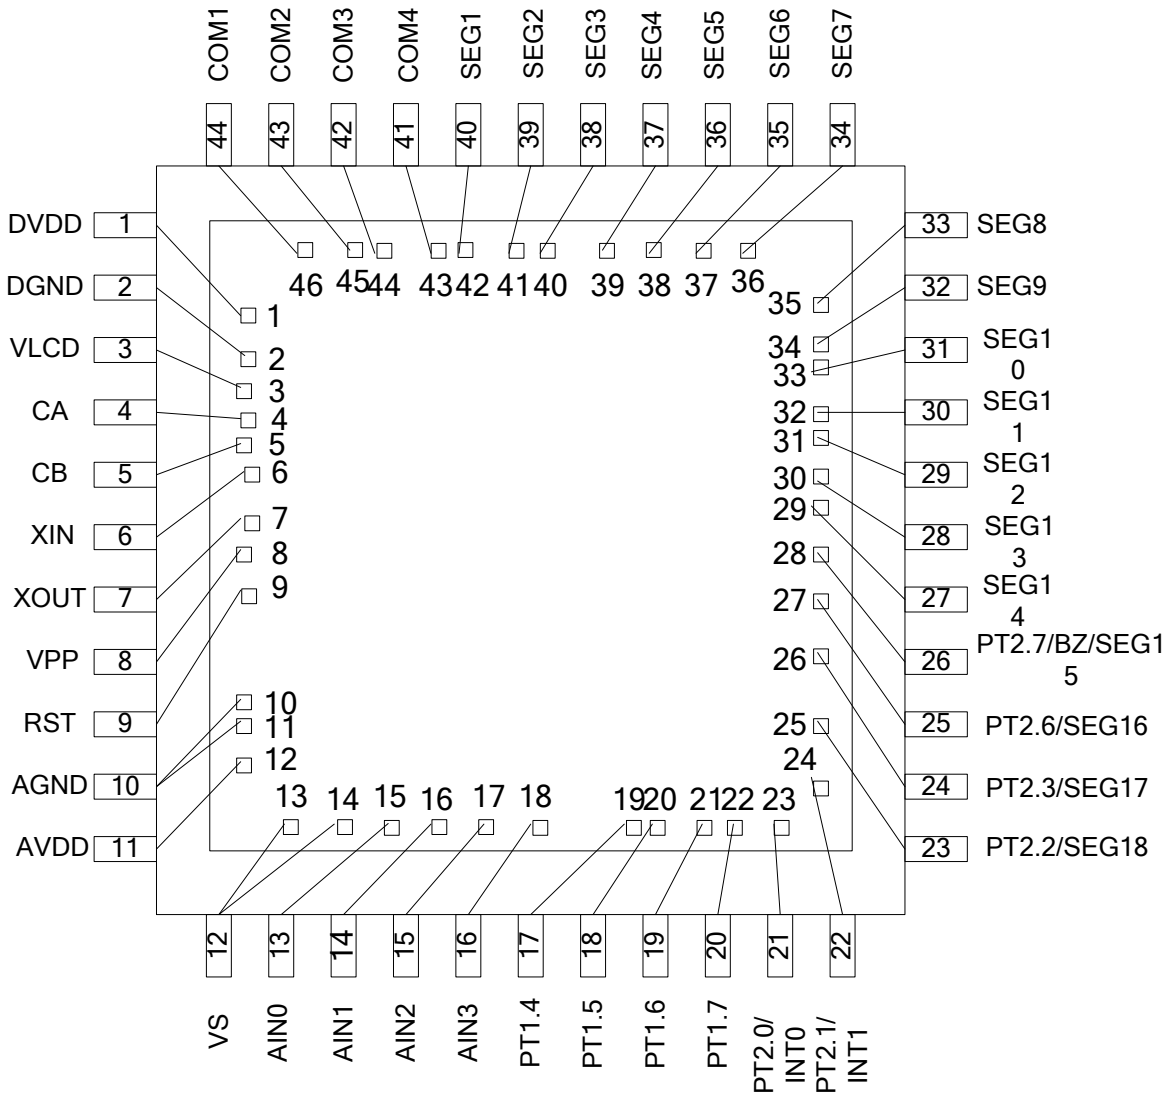 COM1
COM2
COM3
COM4
SEG1
SEG2
SEG3
SEG4
SEG5
SEG6
SEG7
44
43
42
41
40
39
38
37
36
35
34
DVDD 1
DGND 2
VLCD 3
CA 4
CB 5
XIN 6
XOUT 7
VPP 8
RST 9
AGND 10
AVDD 11
46
45
44
43
42
41
40
39
38
37
36
1
2
3
4
5
6
7
8
9
10
11
12
35
34
33
32
31
30
29
28
27
26
25
24
13
14
15
16
17
18
19
20
21
22
23
33 SEG8
32 SEG9
31 SEG1
0
30 SEG1
1
29 SEG1
2
28 SEG1
3
27 SEG1
4
26 PT2.7/BZ/SEG1
5
25 PT2.6/SEG16
24 PT2.3/SEG17
23 PT2.2/SEG18
12
13
14
15
16
17
18
19
20
21
22
VS
AIN0
AIN1
AIN2
AIN3
PT1.4
PT1.5
PT1.6
PT1.7
PT2.0/
INT0
PT2.1/
INT1